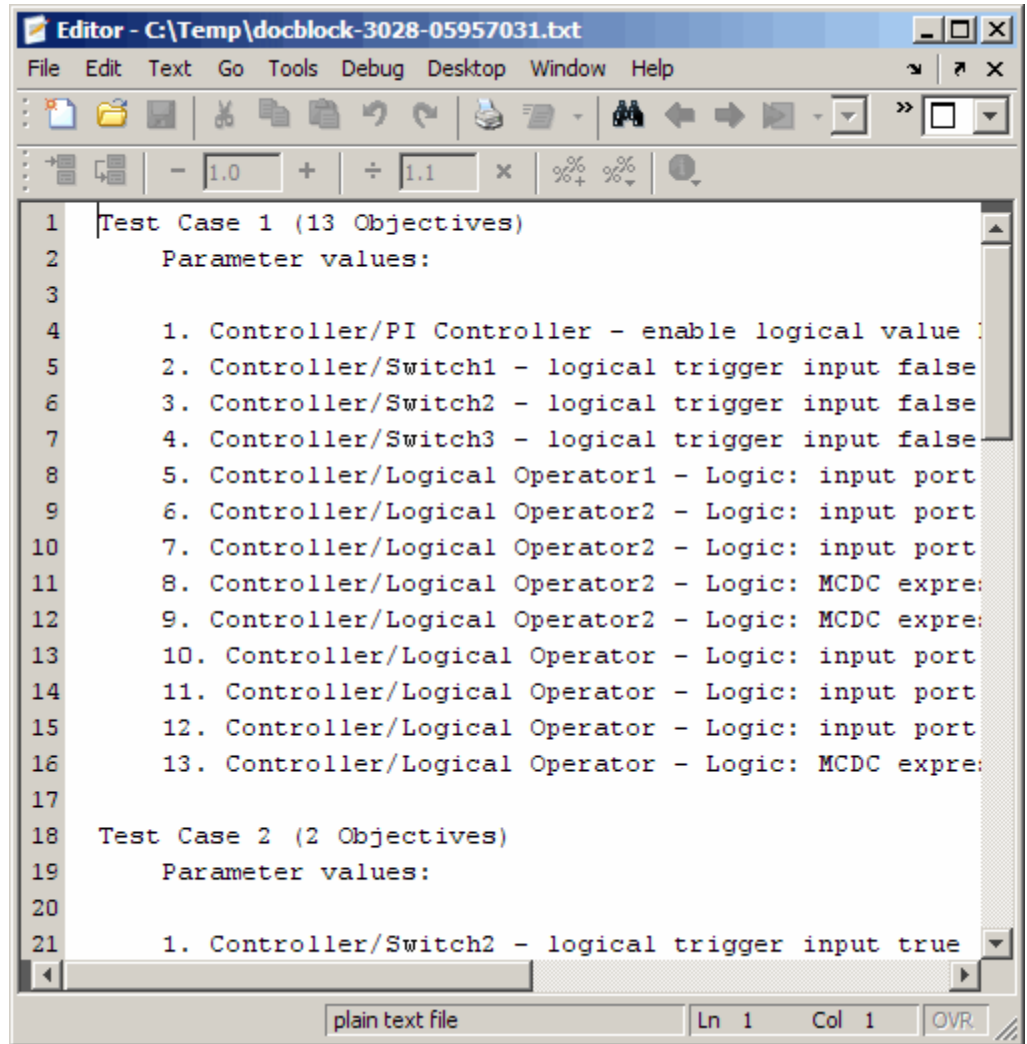 Editor - C:\Temp\docblock-3028-05957031.txt
File Edit Text Go Tools Debug Desktop Window Help
1.0 1.1
1 Test Case 1 (13 Objectives)
2 Parameter values:
3
4 1. Controller/PI Controller - enable logical value
5 2. Controller/Switch1 - logical trigger input false
6 3. Controller/Switch2 - logical trigger input false
7 4. Controller/Switch3 - logical trigger input false
8 5. Controller/Logical Operator1 - Logic: input port
9 6. Controller/Logical Operator2 - Logic: input port
10 7. Controller/Logical Operator2 - Logic: input port
11 8. Controller/Logical Operator2 - Logic: MCDC expre
12 9. Controller/Logical Operator2 - Logic: MCDC expre
13 10. Controller/Logical Operator - Logic: input port
14 11. Controller/Logical Operator - Logic: input port
15 12. Controller/Logical Operator - Logic: input port
16 13. Controller/Logical Operator - Logic: MCDC expre
17
18 Test Case 2 (2 Objectives)
19 Parameter values:
20
21 1. Controller/Switch2 - logical trigger input true
plain text file Ln 1 Col 1 OVR